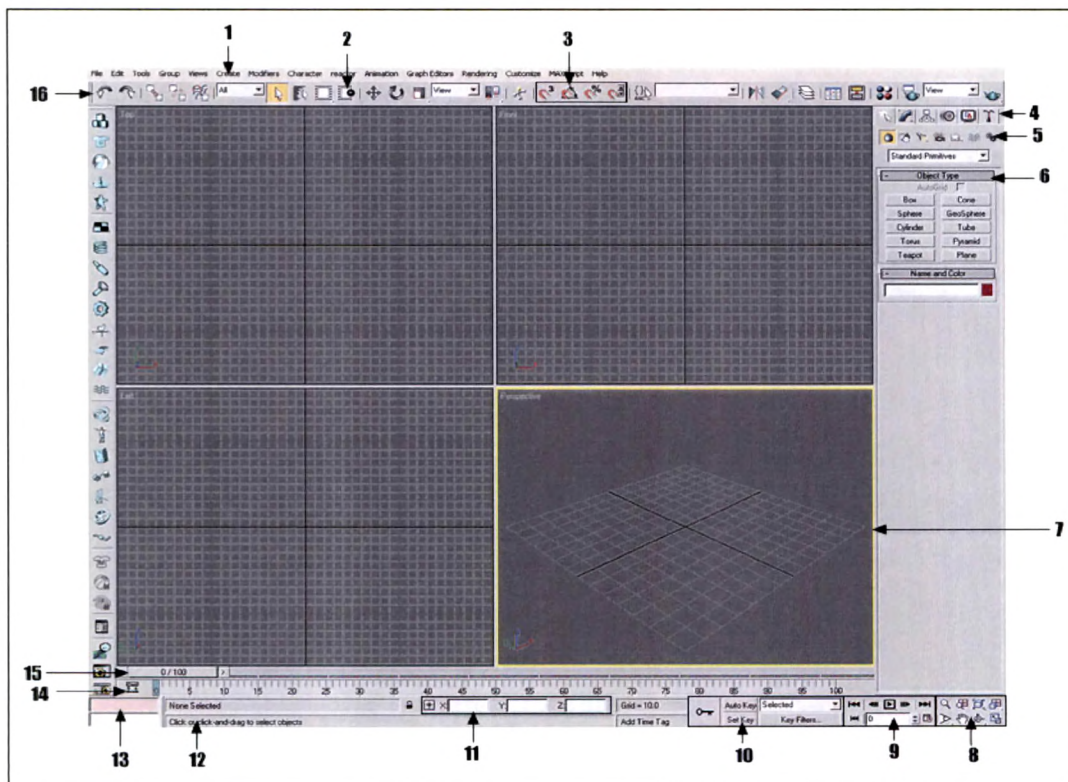 1 2 3
File Edit Tools Group Views Create Modifiers Character reactor Animation Graph Editors Rendering Customize MAXScript Help
16 All View View
Top Front 4
5
Standard Primitives
- Object Type 6
AutoGrid
Box Cone
Sphere GeoSphere
Cylinder Tube
Torus Pyramid
Teapot Plane
- Name and Color
Left Perspective
7
15 0 / 100 >
14 0 5 10 15 20 25 30 35 40 45 50 55 60 65 70 75 80 85 90 95 100
None Selected X: Y: Z: Grid = 10.0 Auto Key Selected
Click or click-and-drag to select objects Add Time Tag Set Key Key Filters... 0
13 12 11 10 9 8